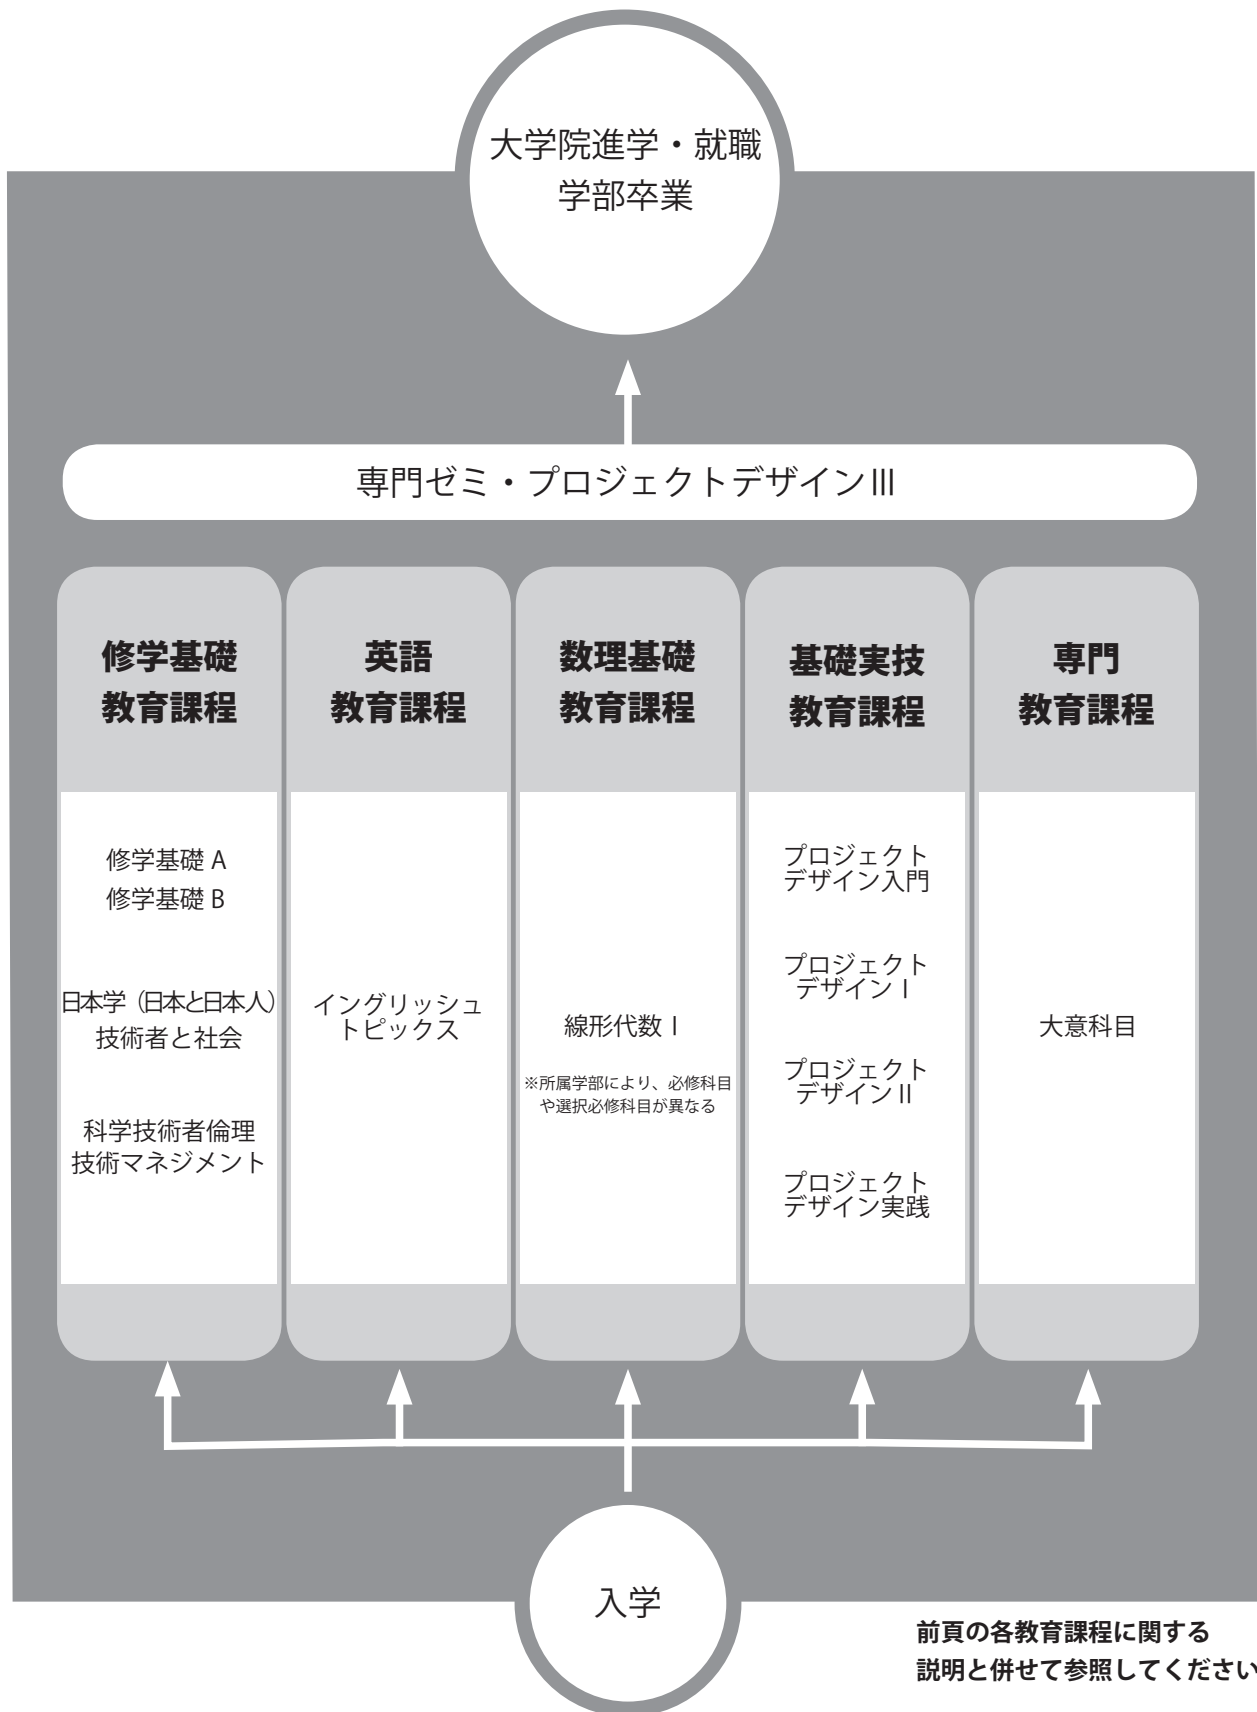 大学院進学・就職
学部卒業
専門ゼミ・プロジェクトデザインⅢ
修学基礎
教育課程
修学基礎 A
修学基礎 B
日本学（日本と日本人）
技術者と社会
科学技術者倫理
技術マネジメント
英語
教育課程
イングリッシュ
トピックス
数理基礎
教育課程
線形代数Ⅰ
※所属学部により、必修科目
や選択必修科目が異なる
基礎実技
教育課程
プロジェクト
デザイン入門
プロジェクト
デザインⅠ
プロジェクト
デザインⅡ
プロジェクト
デザイン実践
専門
教育課程
大意科目
入学
前頁の各教育課程に関する
説明と併せて参照してください